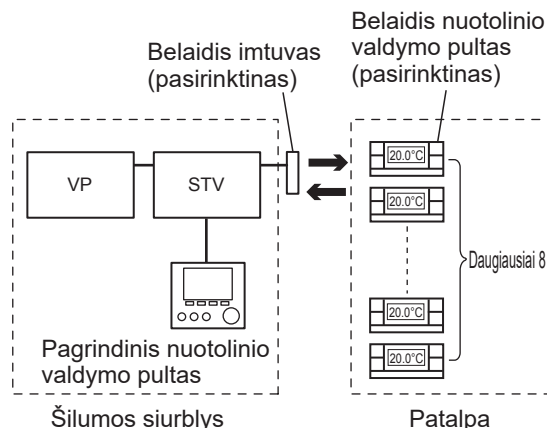 Belaidis imtuvas
(pasirinktinas)
Belaidis nuotolinio
valdymo pultas
(pasirinktinas)
VP
STV
20.0°C
20.0°C
Daugiausiai 8
20.0°C
20.0°C
Pagrindinis nuotolinio
valdymo pultas
Šilumos siurblys
Patalpa